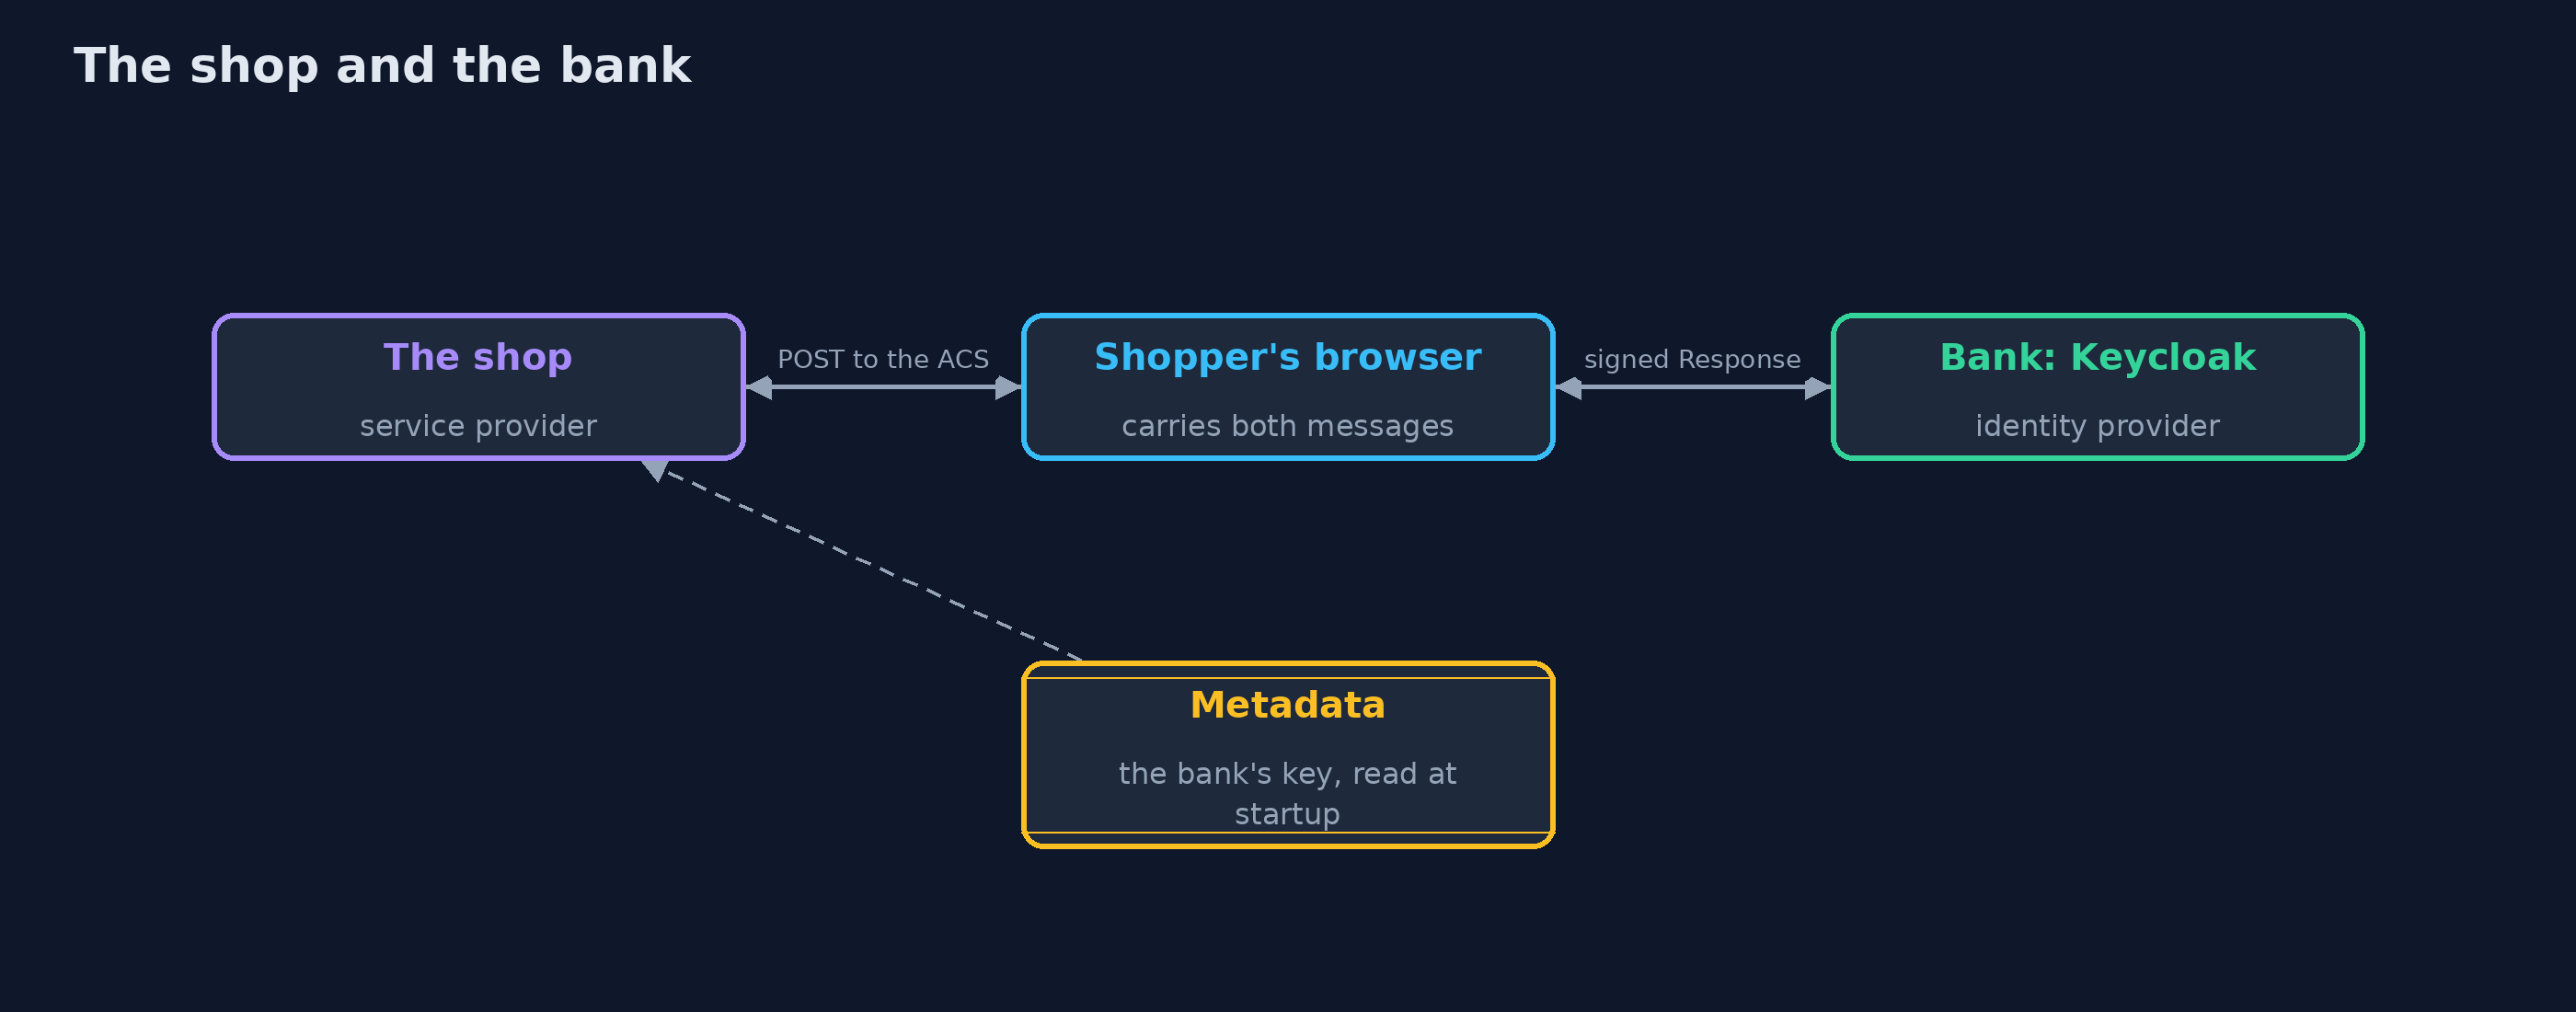 The shop and the bank
The shop
service provider
POST to the ACS
Shopper's browser
carries both messages
signed Response
Bank: Keycloak
identity provider
Metadata
the bank's key, read at
startup